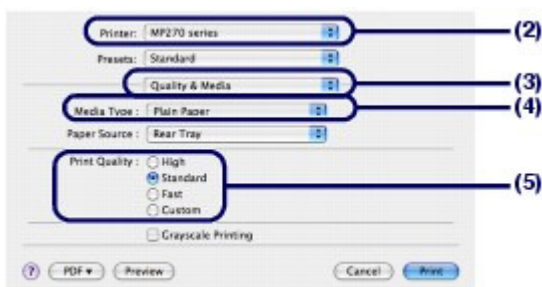 Printer: MP270 series (2)
Presets: Standard
Quality & Media (3)
Media Type : Plain Paper (4)
Paper Source : Rear Tray
Print Quality : High
Standard (5)
Fast
Custom
Grayscale Printing
? PDF ▼ Preview Cancel Print